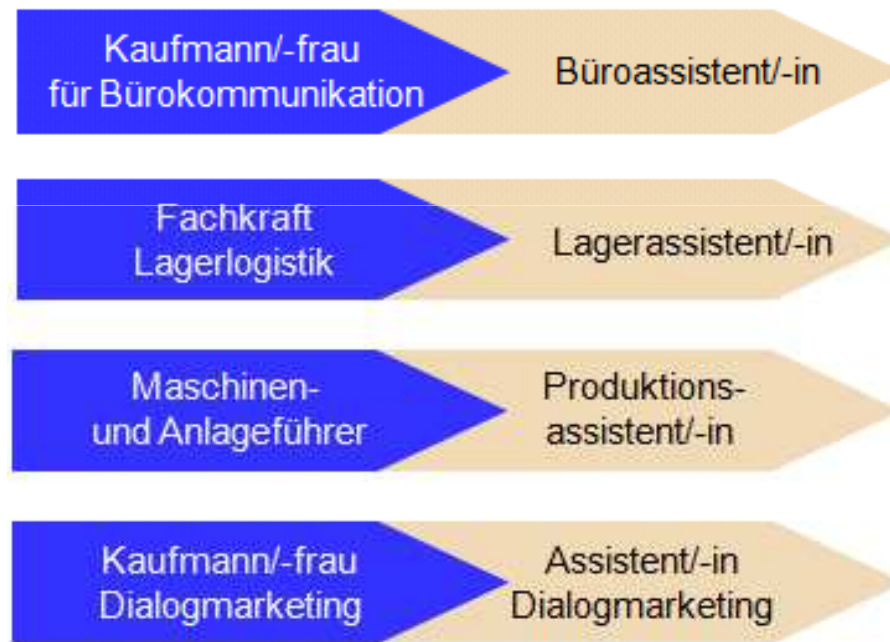 Kaufmann/-frau
für Bürokommunikation
Büroassistent/-in
Fachkraft
Lagerlogistik
Lagerassistent/-in
Maschinen-
und Anlageführer
Produktions-
assistent/-in
Kaufmann/-frau
Dialogmarketing
Assistent/-in
Dialogmarketing